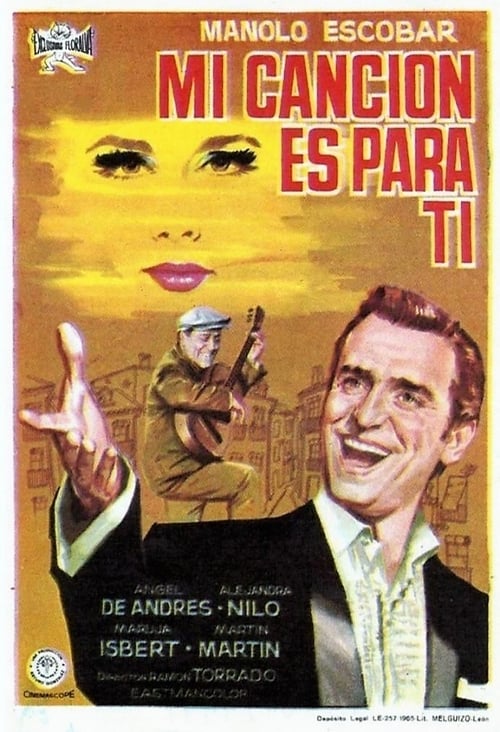 EXCLUSIVAS FLORALVA
MANOLO ESCOBAR
MI CANCION
ES PARA
TI
ANGEL ALEJANDRA
DE ANDRES · NILO
MARUJA MARTIN
ISBERT · MARTIN
DIRECTOR RAMON TORRADO
EASTMANCOLOR
CINEMASCOPE
Depósito Legal LE-257-1965-Lit. MELGUIZO-León